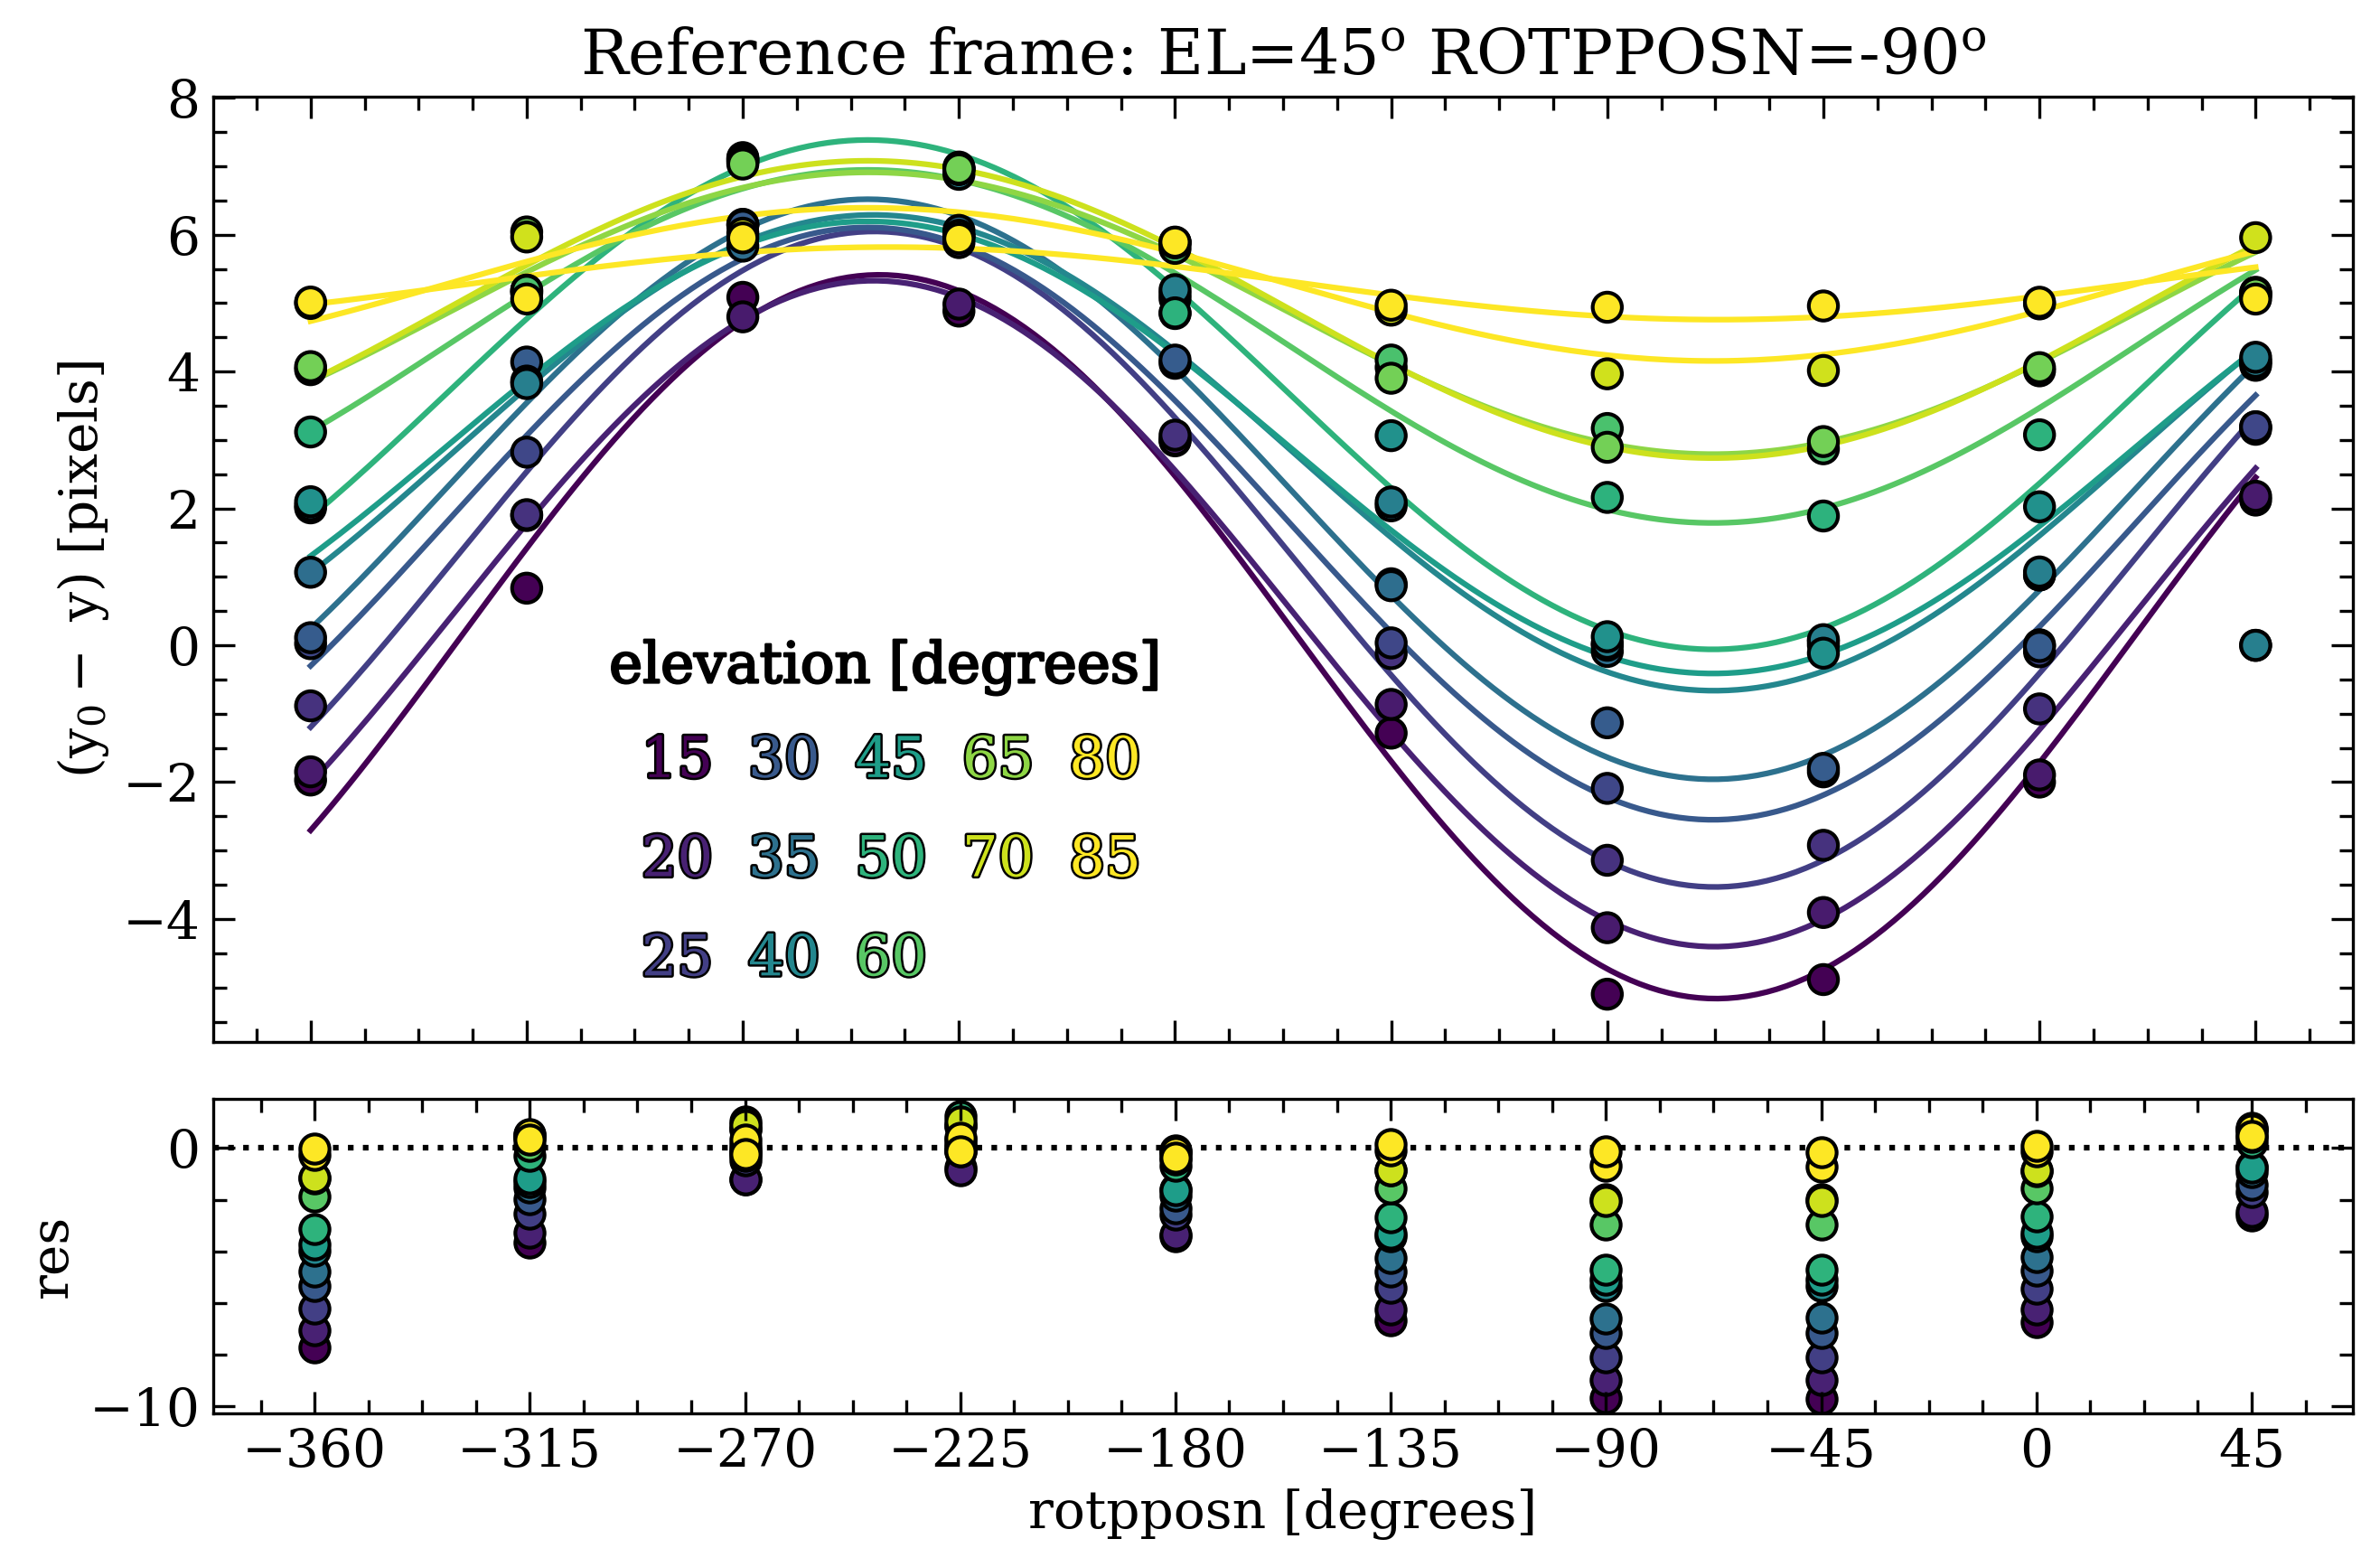 Reference frame: EL=45° ROTPPOSN=-90°
8
6
4
2
0
−2
−4
(y₀ − y) [pixels]
elevation [degrees]
15 30 45 65 80
20 35 50 70 85
25 40 60
0
−10
res
−360 −315 −270 −225 −180 −135 −90 −45 0 45
rotpposn [degrees]